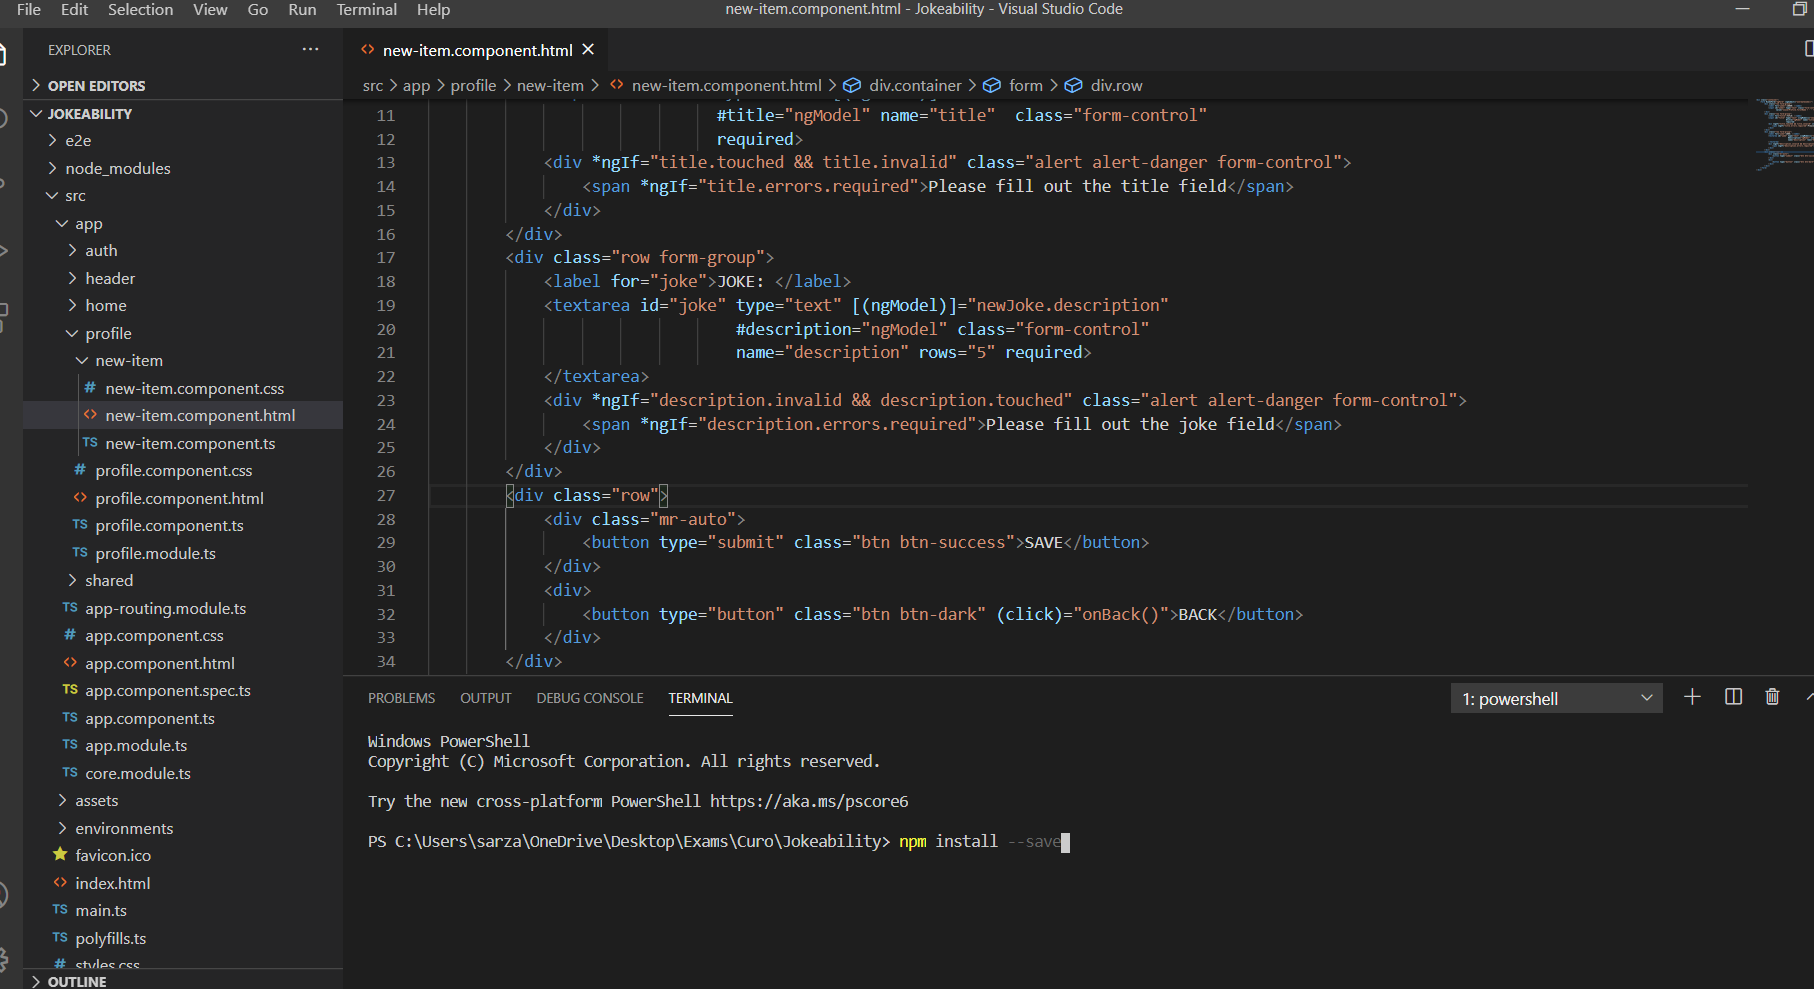 File Edit Selection View Go Run Terminal Help
new-item.component.html - Jokeability - Visual Studio Code
EXPLORER
OPEN EDITORS
JOKEABILITY
e2e
node_modules
src
app
auth
header
home
profile
new-item
# new-item.component.css
<> new-item.component.html
TS new-item.component.ts
# profile.component.css
<> profile.component.html
TS profile.component.ts
TS profile.module.ts
shared
TS app-routing.module.ts
# app.component.css
<> app.component.html
TS app.component.spec.ts
TS app.component.ts
TS app.module.ts
TS core.module.ts
assets
environments
favicon.ico
<> index.html
TS main.ts
TS polyfills.ts
# styles.css
OUTLINE
<> new-item.component.html
src > app > profile > new-item > <> new-item.component.html > div.container > form > div.row
11 #title="ngModel" name="title" class="form-control"
12 required>
13 <div *ngIf="title.touched && title.invalid" class="alert alert-danger form-control">
14 <span *ngIf="title.errors.required">Please fill out the title field</span>
15 </div>
16 </div>
17 <div class="row form-group">
18 <label for="joke">JOKE: </label>
19 <textarea id="joke" type="text" [(ngModel)]="newJoke.description"
20 #description="ngModel" class="form-control"
21 name="description" rows="5" required>
22 </textarea>
23 <div *ngIf="description.invalid && description.touched" class="alert alert-danger form-control">
24 <span *ngIf="description.errors.required">Please fill out the joke field</span>
25 </div>
26 </div>
27 <div class="row">
28 <div class="mr-auto">
29 <button type="submit" class="btn btn-success">SAVE</button>
30 </div>
31 <div>
32 <button type="button" class="btn btn-dark" (click)="onBack()">BACK</button>
33 </div>
34 </div>
PROBLEMS OUTPUT DEBUG CONSOLE TERMINAL
1: powershell
Windows PowerShell
Copyright (C) Microsoft Corporation. All rights reserved.
Try the new cross-platform PowerShell https://aka.ms/pscore6
PS C:\Users\sarza\OneDrive\Desktop\Exams\Curo\Jokeability> npm install --save